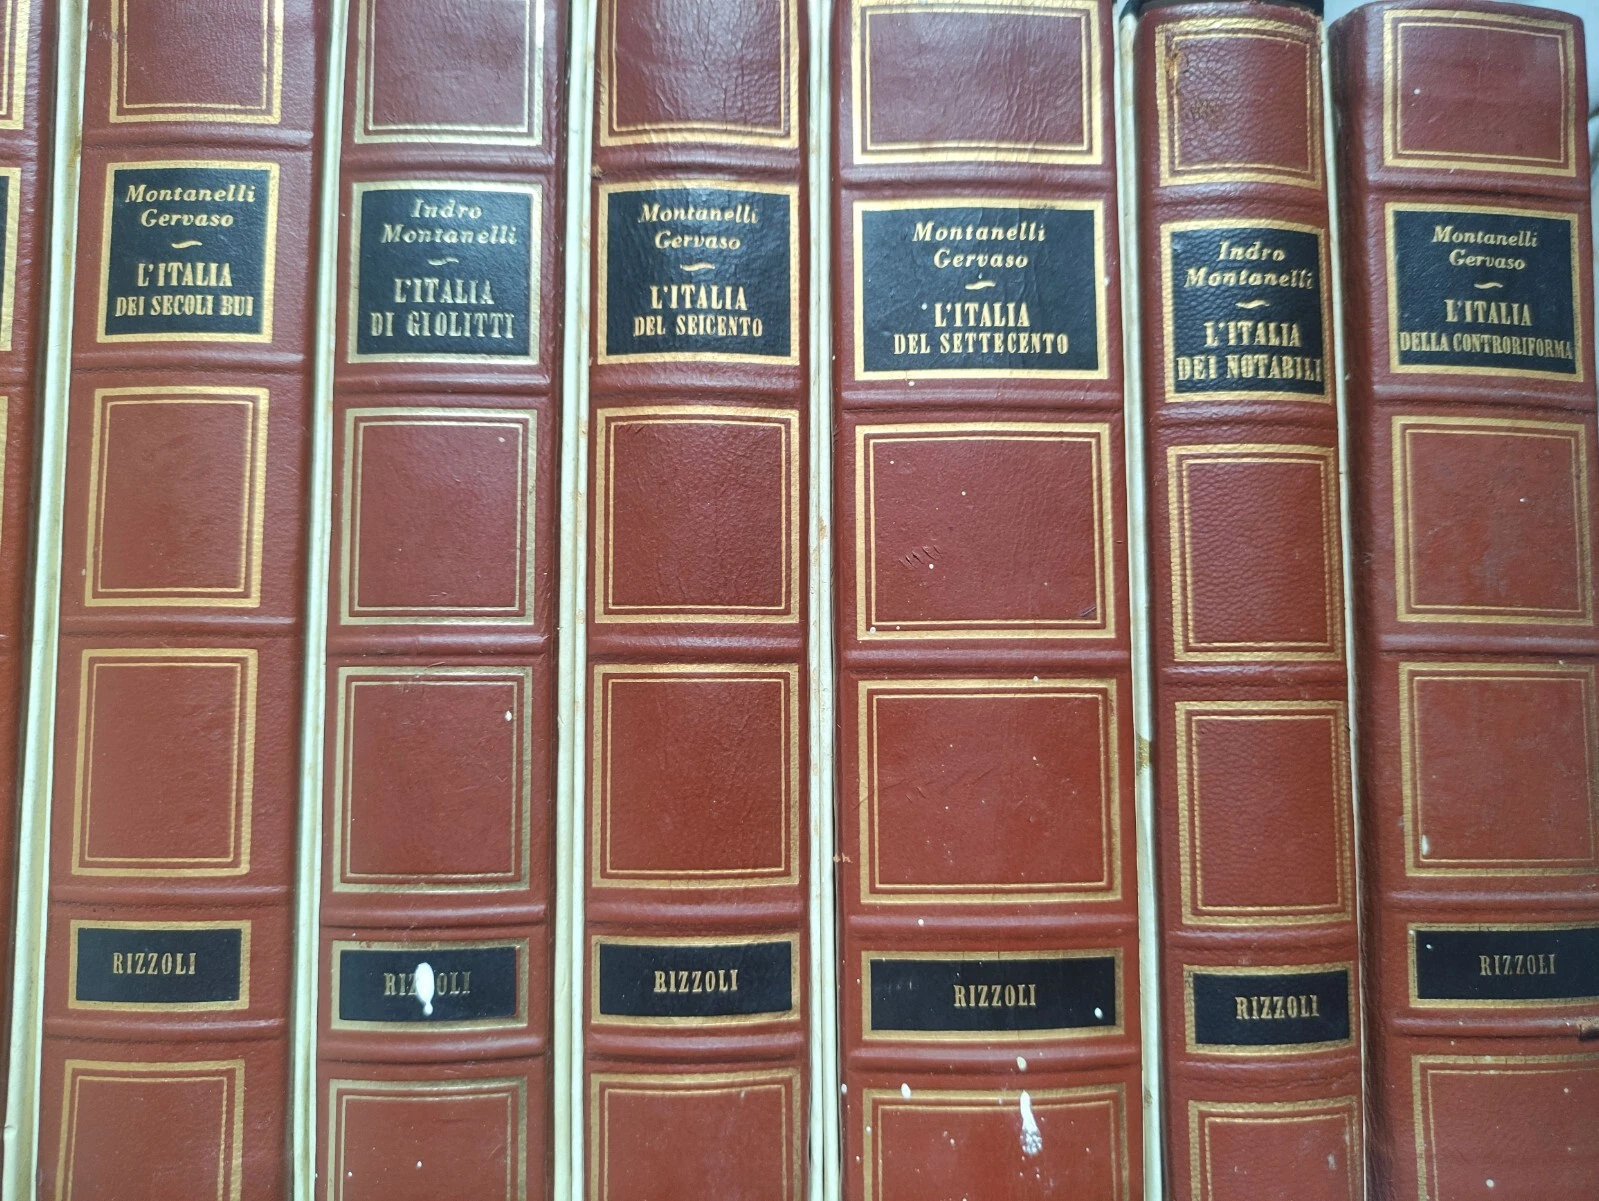 Montanelli
Gervaso
L'ITALIA
DEI SECOLI BUI
RIZZOLI
Indro
Montanelli
L'ITALIA
DI GIOLITTI
RIZZOLI
Montanelli
Gervaso
L'ITALIA
DEL SEICENTO
RIZZOLI
Montanelli
Gervaso
L'ITALIA
DEL SETTECENTO
RIZZOLI
Indro
Montanelli
L'ITALIA
DEI NOTABILI
RIZZOLI
Montanelli
Gervaso
L'ITALIA
DELLA CONTRORIFORMA
RIZZOLI